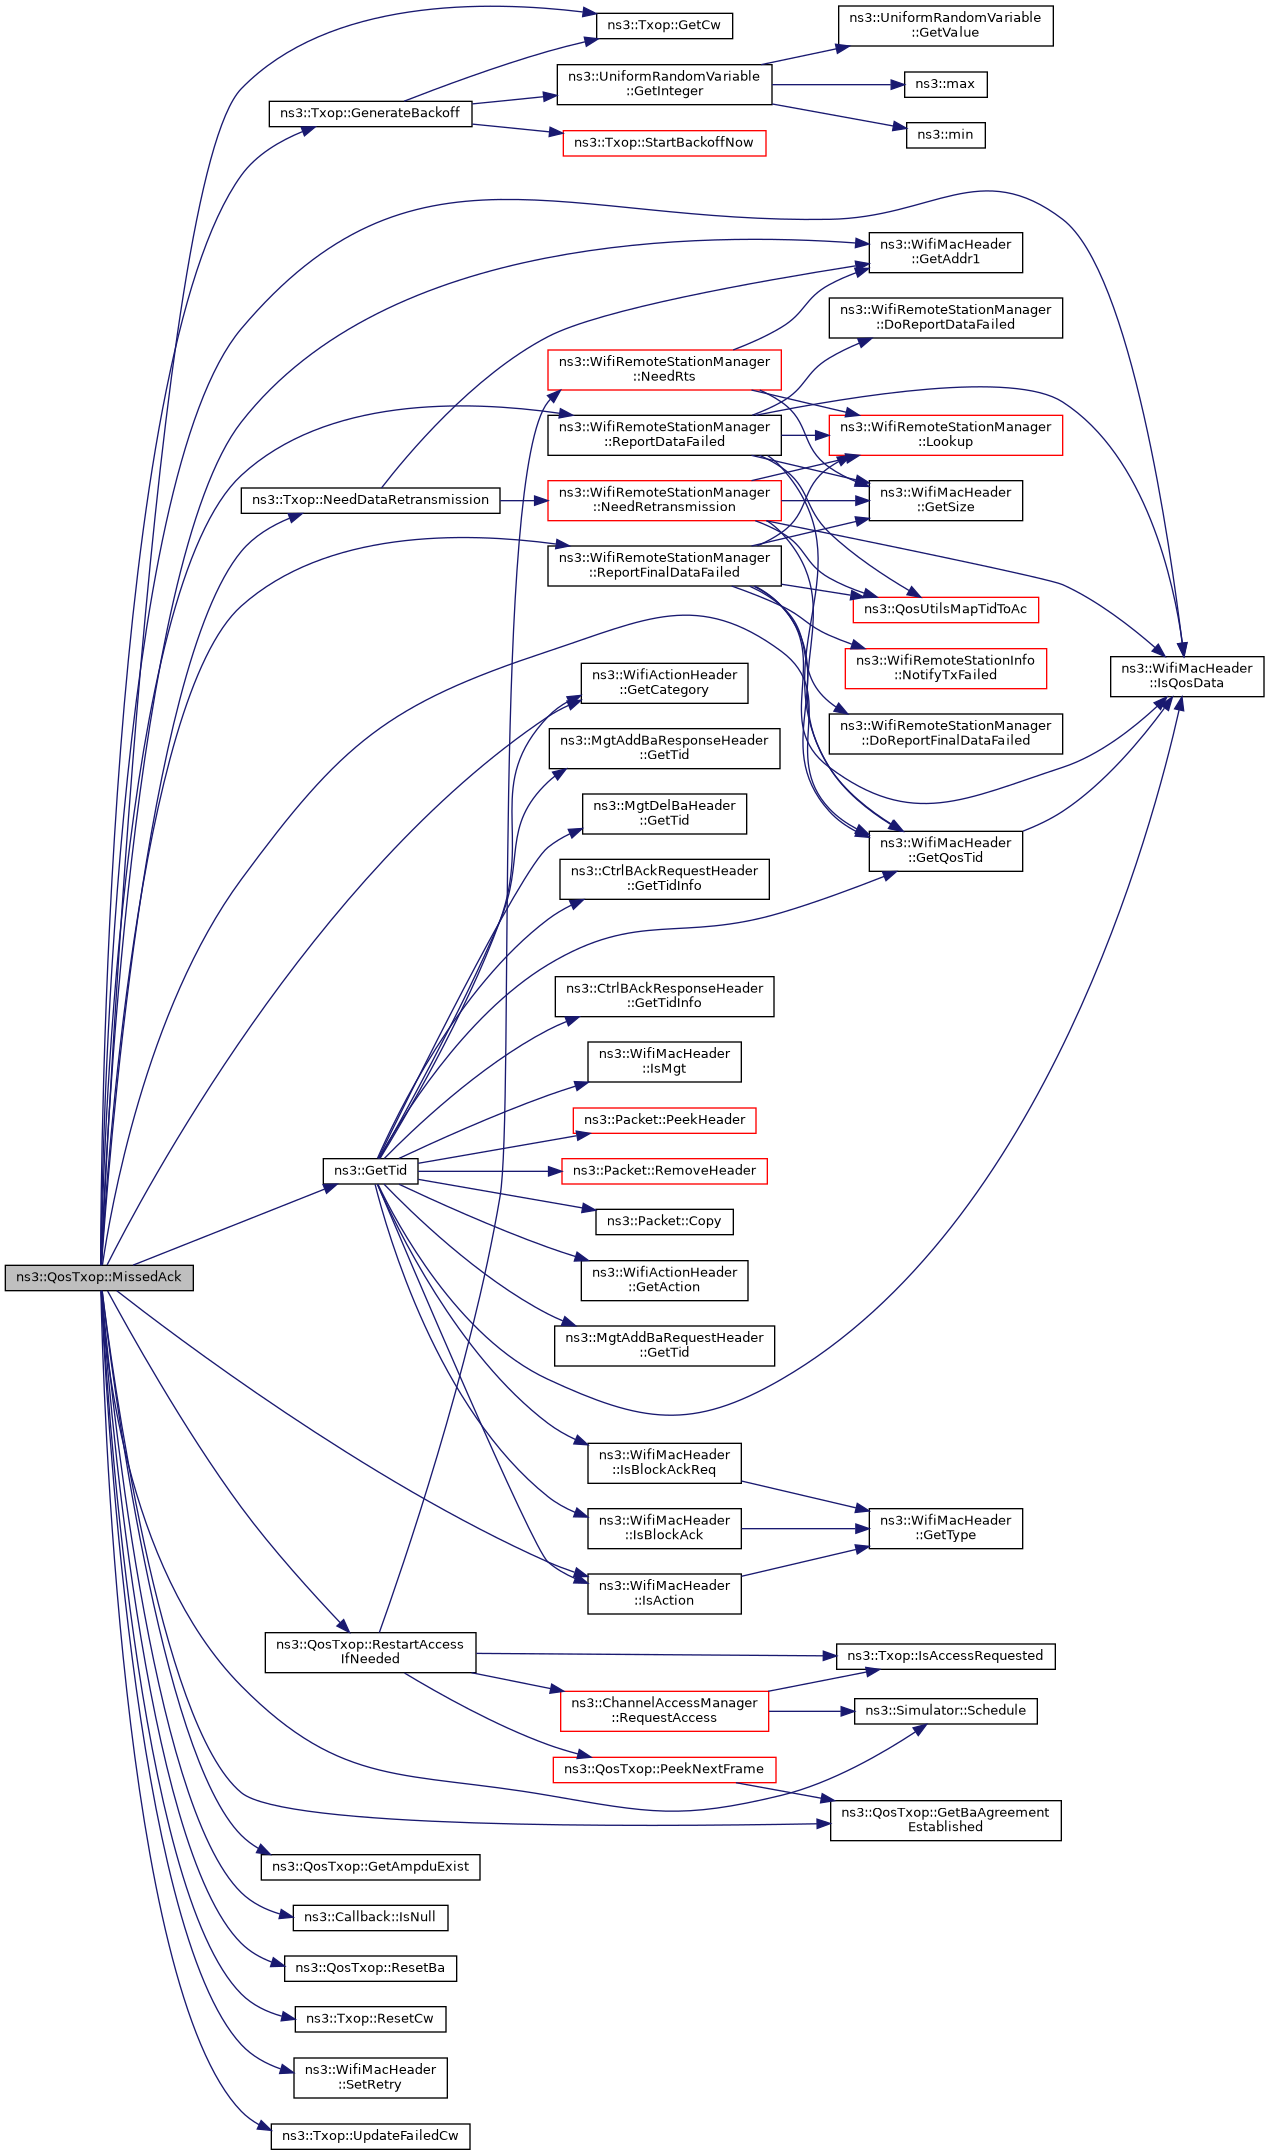 ns3::Txop::GetCw
ns3::UniformRandomVariable
::GetValue
ns3::UniformRandomVariable
::GetInteger
ns3::max
ns3::Txop::GenerateBackoff
ns3::min
ns3::Txop::StartBackoffNow
ns3::WifiMacHeader
::GetAddr1
ns3::WifiRemoteStationManager
::DoReportDataFailed
ns3::WifiRemoteStationManager
::NeedRts
ns3::WifiRemoteStationManager
::ReportDataFailed
ns3::WifiRemoteStationManager
::Lookup
ns3::Txop::NeedDataRetransmission
ns3::WifiRemoteStationManager
::NeedRetransmission
ns3::WifiMacHeader
::GetSize
ns3::WifiRemoteStationManager
::ReportFinalDataFailed
ns3::QosUtilsMapTidToAc
ns3::WifiRemoteStationInfo
::NotifyTxFailed
ns3::WifiMacHeader
::IsQosData
ns3::WifiActionHeader
::GetCategory
ns3::WifiRemoteStationManager
::DoReportFinalDataFailed
ns3::MgtAddBaResponseHeader
::GetTid
ns3::MgtDelBaHeader
::GetTid
ns3::WifiMacHeader
::GetQosTid
ns3::CtrlBAckRequestHeader
::GetTidInfo
ns3::CtrlBAckResponseHeader
::GetTidInfo
ns3::WifiMacHeader
::IsMgt
ns3::Packet::PeekHeader
ns3::GetTid
ns3::Packet::RemoveHeader
ns3::Packet::Copy
ns3::QosTxop::MissedAck
ns3::WifiActionHeader
::GetAction
ns3::MgtAddBaRequestHeader
::GetTid
ns3::WifiMacHeader
::IsBlockAckReq
ns3::WifiMacHeader
::IsBlockAck
ns3::WifiMacHeader
::GetType
ns3::WifiMacHeader
::IsAction
ns3::QosTxop::RestartAccess
IfNeeded
ns3::Txop::IsAccessRequested
ns3::ChannelAccessManager
::RequestAccess
ns3::Simulator::Schedule
ns3::QosTxop::PeekNextFrame
ns3::QosTxop::GetBaAgreement
Established
ns3::QosTxop::GetAmpduExist
ns3::Callback::IsNull
ns3::QosTxop::ResetBa
ns3::Txop::ResetCw
ns3::WifiMacHeader
::SetRetry
ns3::Txop::UpdateFailedCw